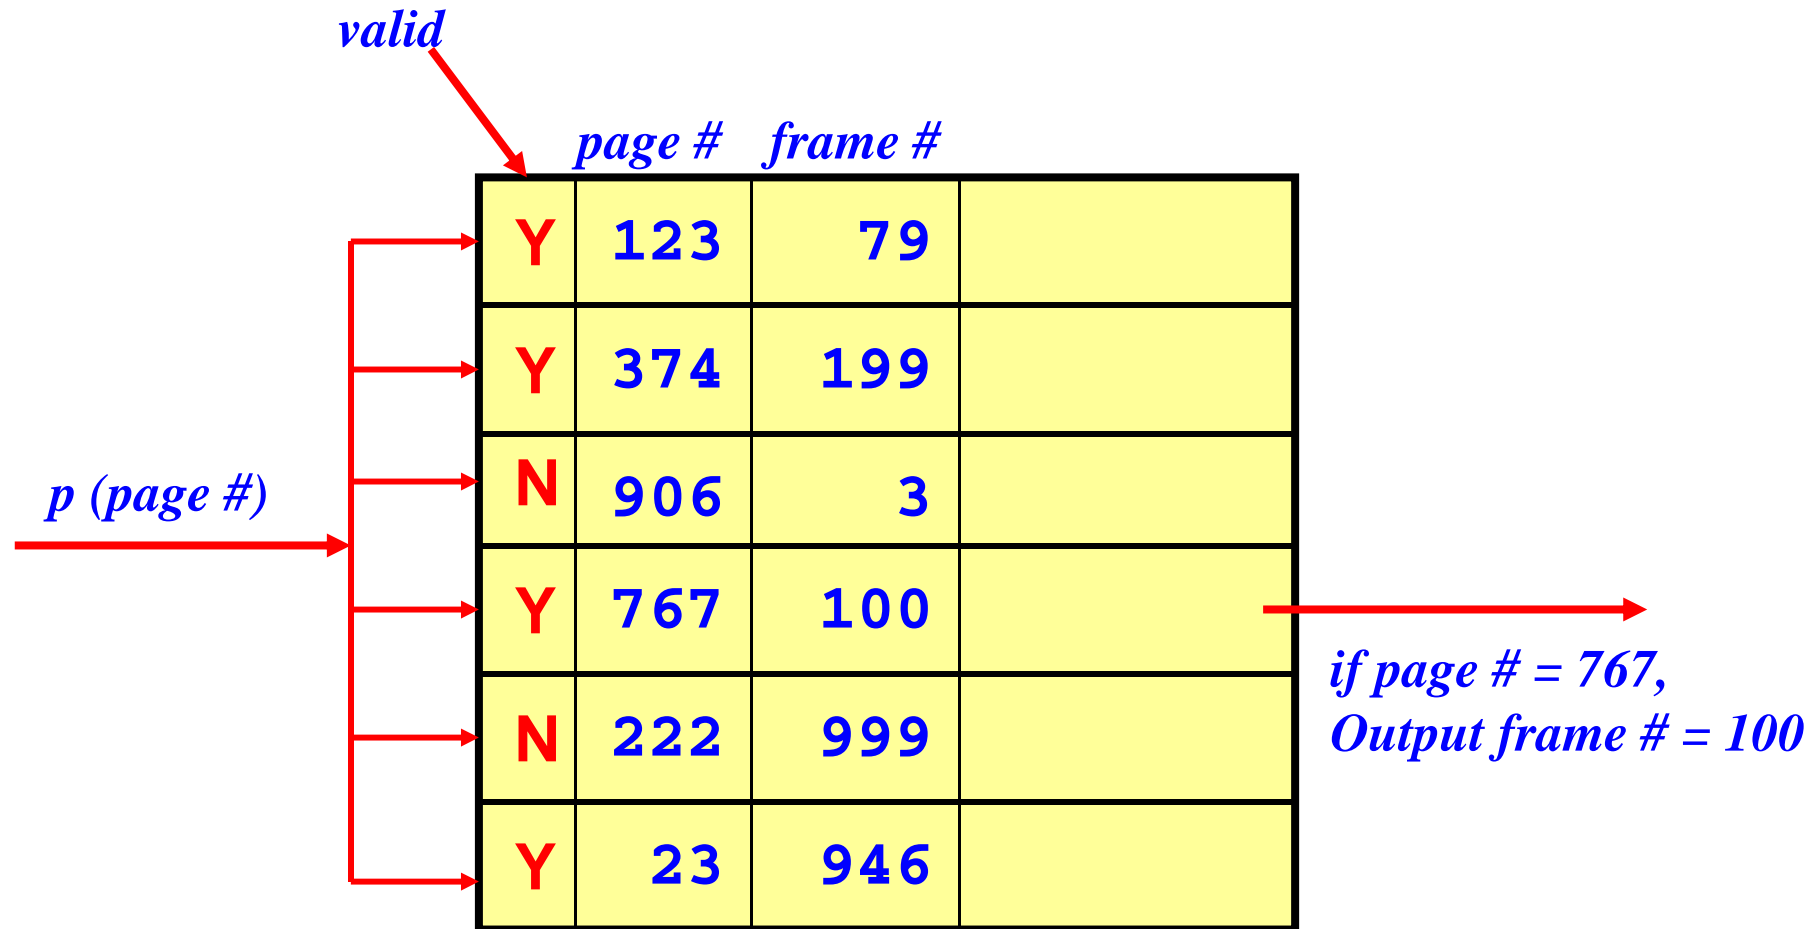 valid
page # frame #
Y 123 79
Y 374 199
N 906 3
p (page #)
Y 767 100
if page # = 767,
Output frame # = 100
N 222 999
Y 23 946